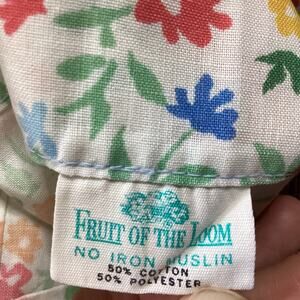 FRUIT OF THE LOOM
NO IRON MUSLIN
50% COTTON
50% POLYESTER